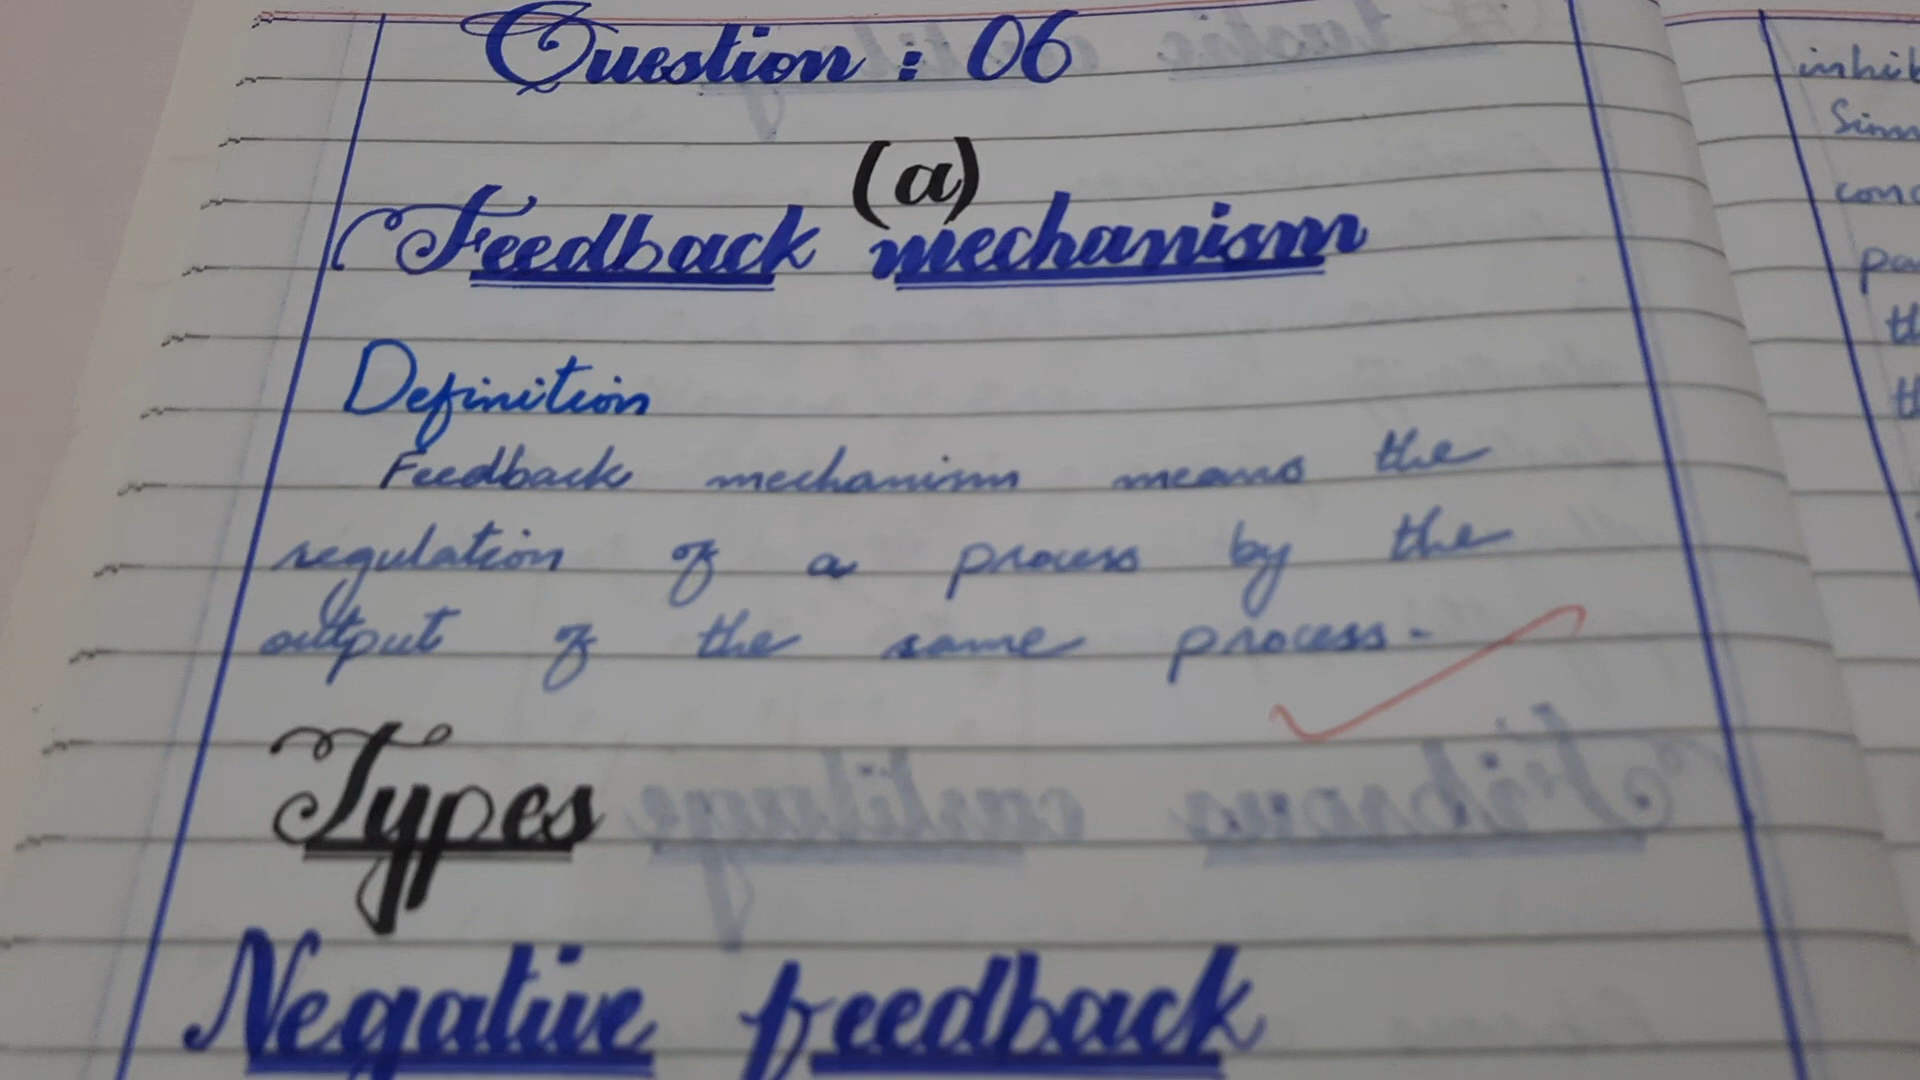 Question : 06
(a)
Feedback mechanism
Definition
Feedback mechanism means the
regulation of a process by the
output of the same process.
Types
Negative feedback